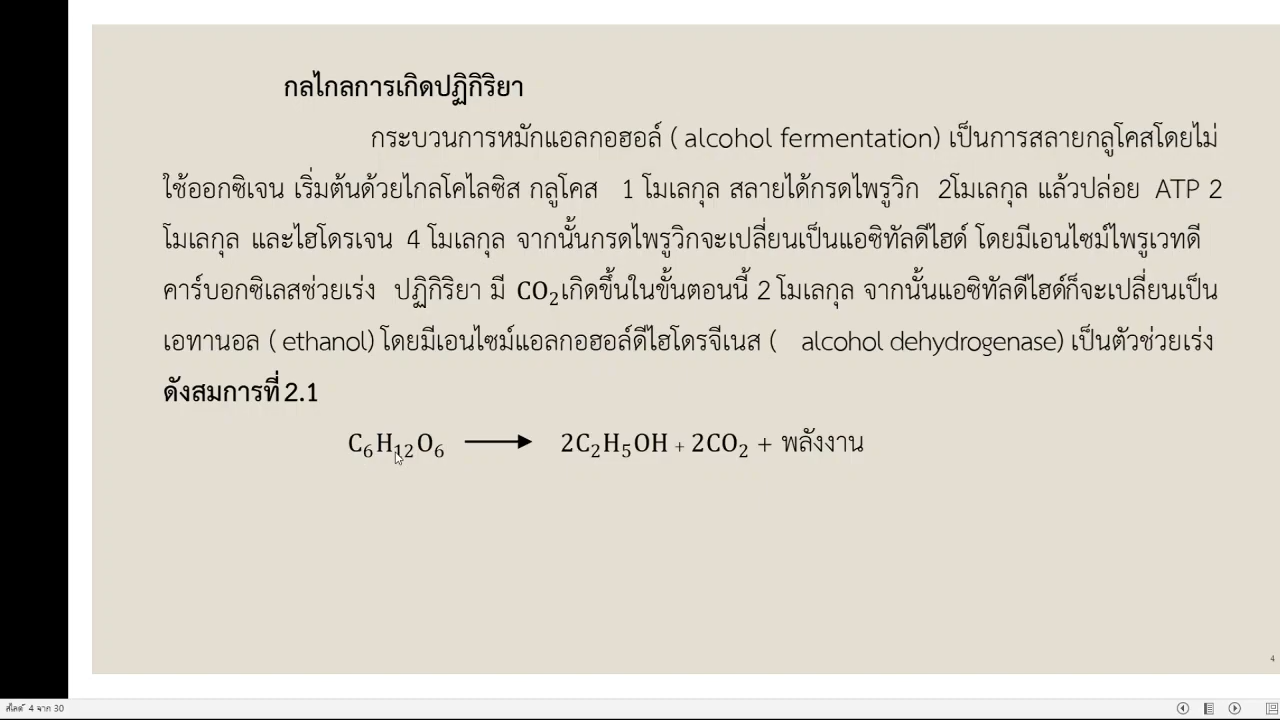 กลไกลการเกิดปฏิกิริยา
กระบวนการหมักแอลกอฮอล์ ( alcohol fermentation) เป็นการสลายกลูโคสโดยไม่
ใช้ออกซิเจน เริ่มต้นด้วยไกลโคไลซิส กลูโคส 1 โมเลกุล สลายได้กรดไพรูวิก 2โมเลกุล แล้วปล่อย ATP 2
โมเลกุล และไฮโดรเจน 4 โมเลกุล จากนั้นกรดไพรูวิกจะเปลี่ยนเป็นแอซิทัลดีไฮด์ โดยมีเอนไซม์ไพรูเวทดี
คาร์บอกซิเลสช่วยเร่ง ปฏิกิริยา มี CO₂เกิดขึ้นในขั้นตอนนี้ 2 โมเลกุล จากนั้นแอซิทัลดีไฮด์ก็จะเปลี่ยนเป็น
เอทานอล ( ethanol) โดยมีเอนไซม์แอลกอฮอล์ดีไฮโดรจีเนส ( alcohol dehydrogenase) เป็นตัวช่วยเร่ง
ดังสมการที่ 2.1
C₆H₁₂O₆ ⟶ 2C₂H₅OH + 2CO₂ + พลังงาน
4
สไลด์ 4 จาก 30